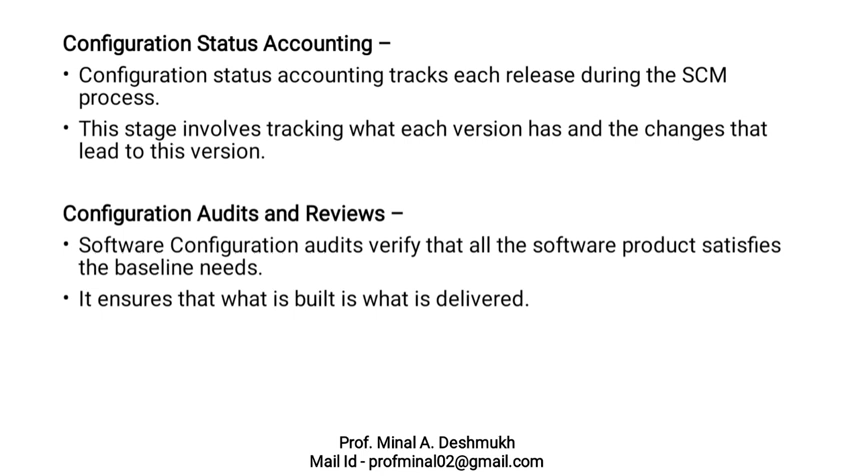 Configuration Status Accounting –
• Configuration status accounting tracks each release during the SCM
process.
• This stage involves tracking what each version has and the changes that
lead to this version.
Configuration Audits and Reviews –
• Software Configuration audits verify that all the software product satisfies
the baseline needs.
• It ensures that what is built is what is delivered.
Prof. Minal A. Deshmukh
Mail Id - profminal02@gmail.com